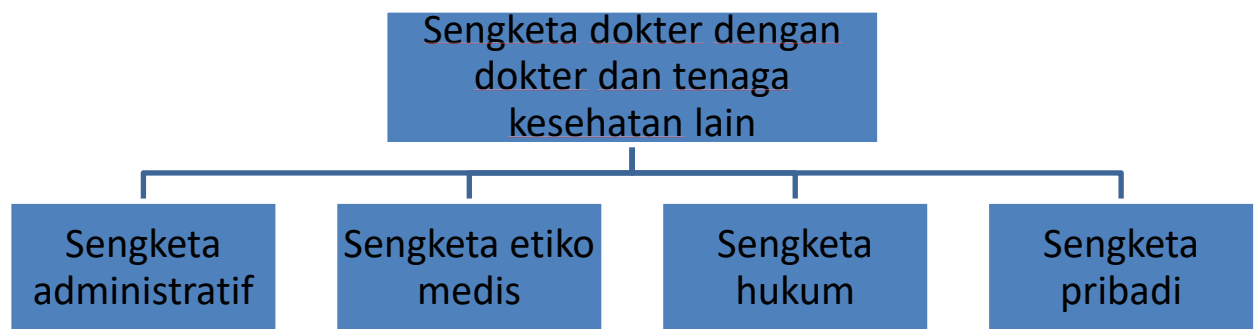 Sengketa dokter dengan
dokter dan tenaga
kesehatan lain
Sengketa
administratif
Sengketa etiko
medis
Sengketa
hukum
Sengketa
pribadi